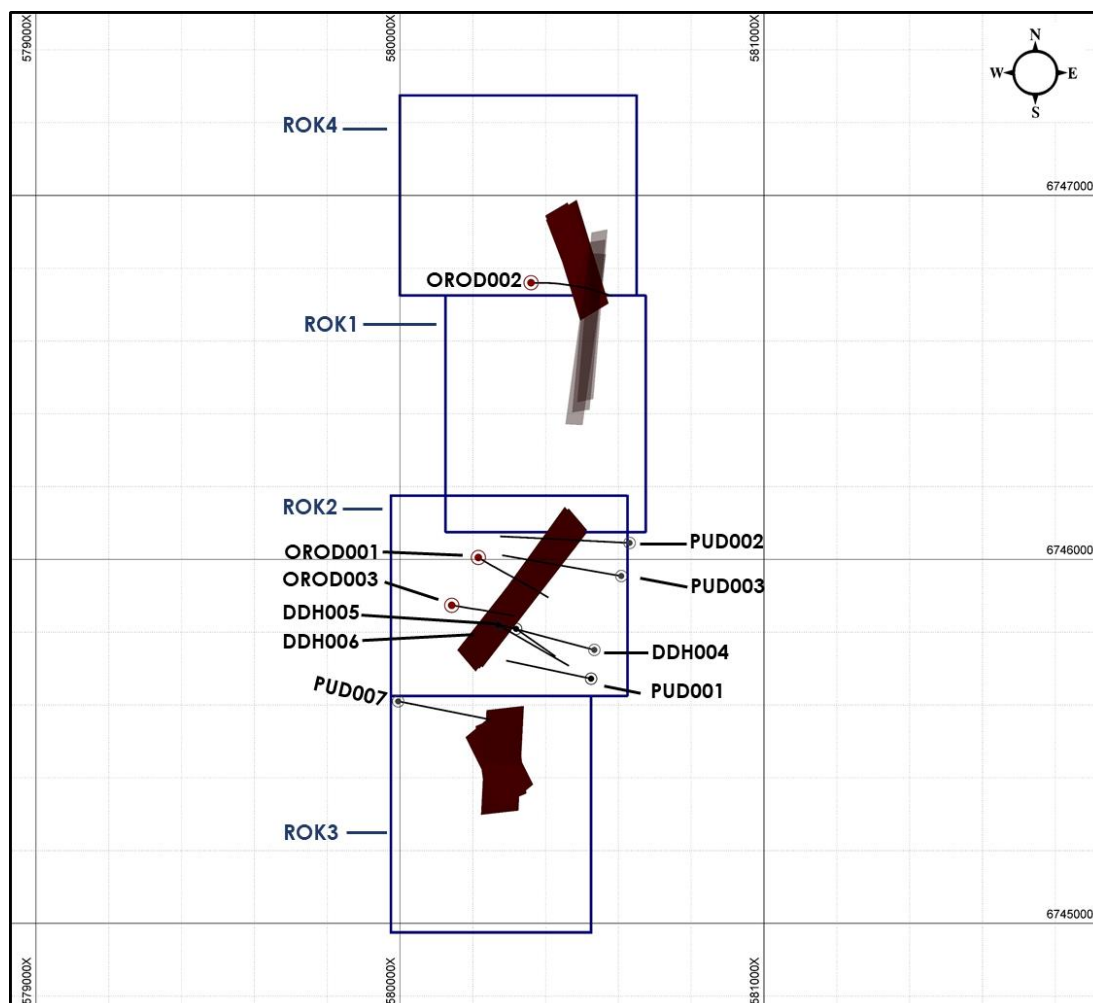 579000X
580000X
581000X
N
W E
S
ROK4
6747000
OROD002
ROK1
ROK2
PUD002
OROD001
PUD003
OROD003
DDH005
DDH006
DDH004
PUD001
PUD007
ROK3
6746000
6745000
579000X
580000X
581000X